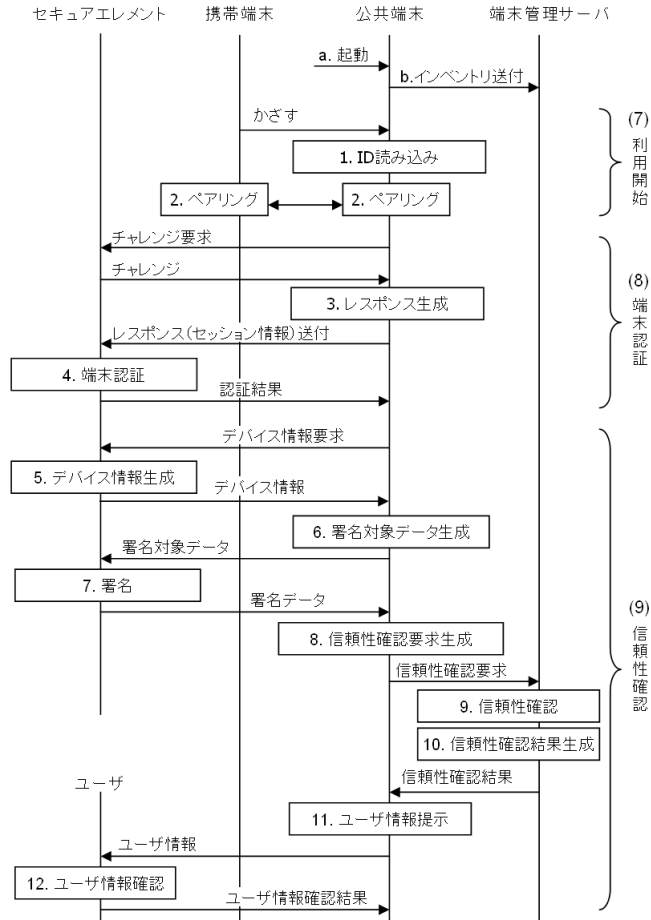 セキュアエレメント 携帯端末 公共端末 端末管理サーバ
a. 起動
b.インベントリ送付
かざす
1. ID読み込み
2. ペアリング 2. ペアリング
(7) 利用開始
チャレンジ要求
チャレンジ
3. レスポンス生成
レスポンス(セッション情報)送付
4. 端末認証
認証結果
(8) 端末認証
デバイス情報要求
5. デバイス情報生成
デバイス情報
6. 署名対象データ生成
署名対象データ
7. 署名
署名データ
8. 信頼性確認要求生成
信頼性確認要求
9. 信頼性確認
10. 信頼性確認結果生成
信頼性確認結果
ユーザ
11. ユーザ情報提示
ユーザ情報
12. ユーザ情報確認
ユーザ情報確認結果
(9) 信頼性確認